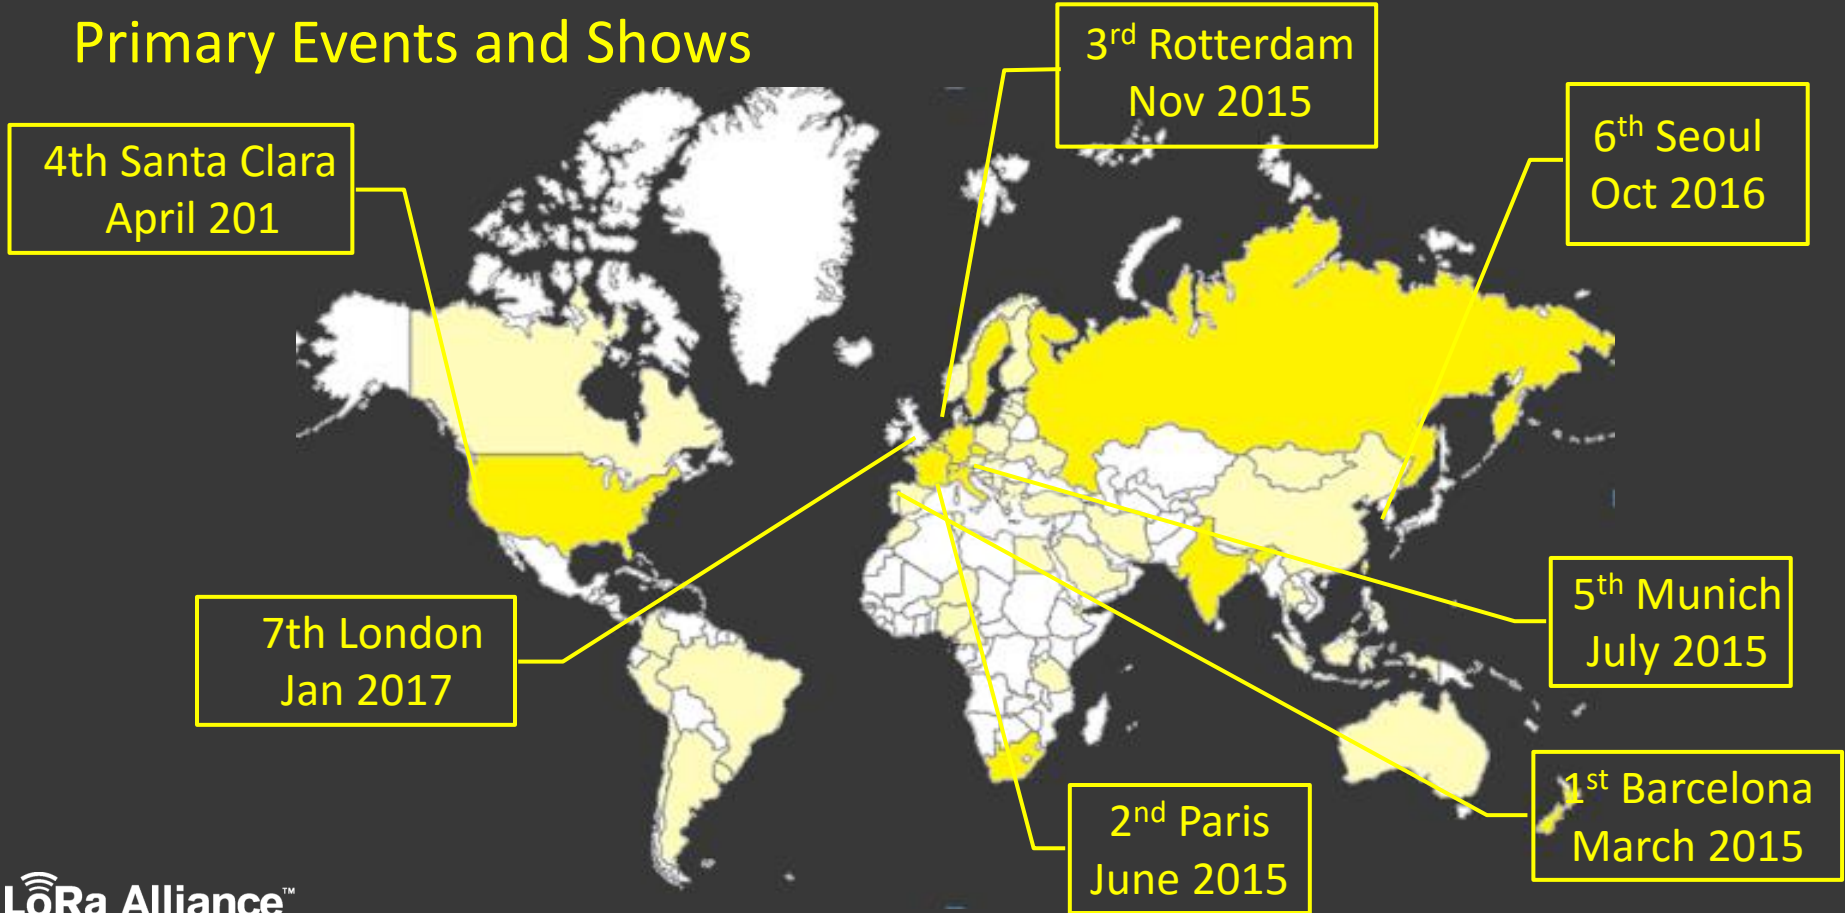 Primary Events and Shows
3rd Rotterdam
Nov 2015
6th Seoul
Oct 2016
4th Santa Clara
April 201
7th London
Jan 2017
5th Munich
July 2015
2nd Paris
June 2015
1st Barcelona
March 2015
LoRa Alliance™